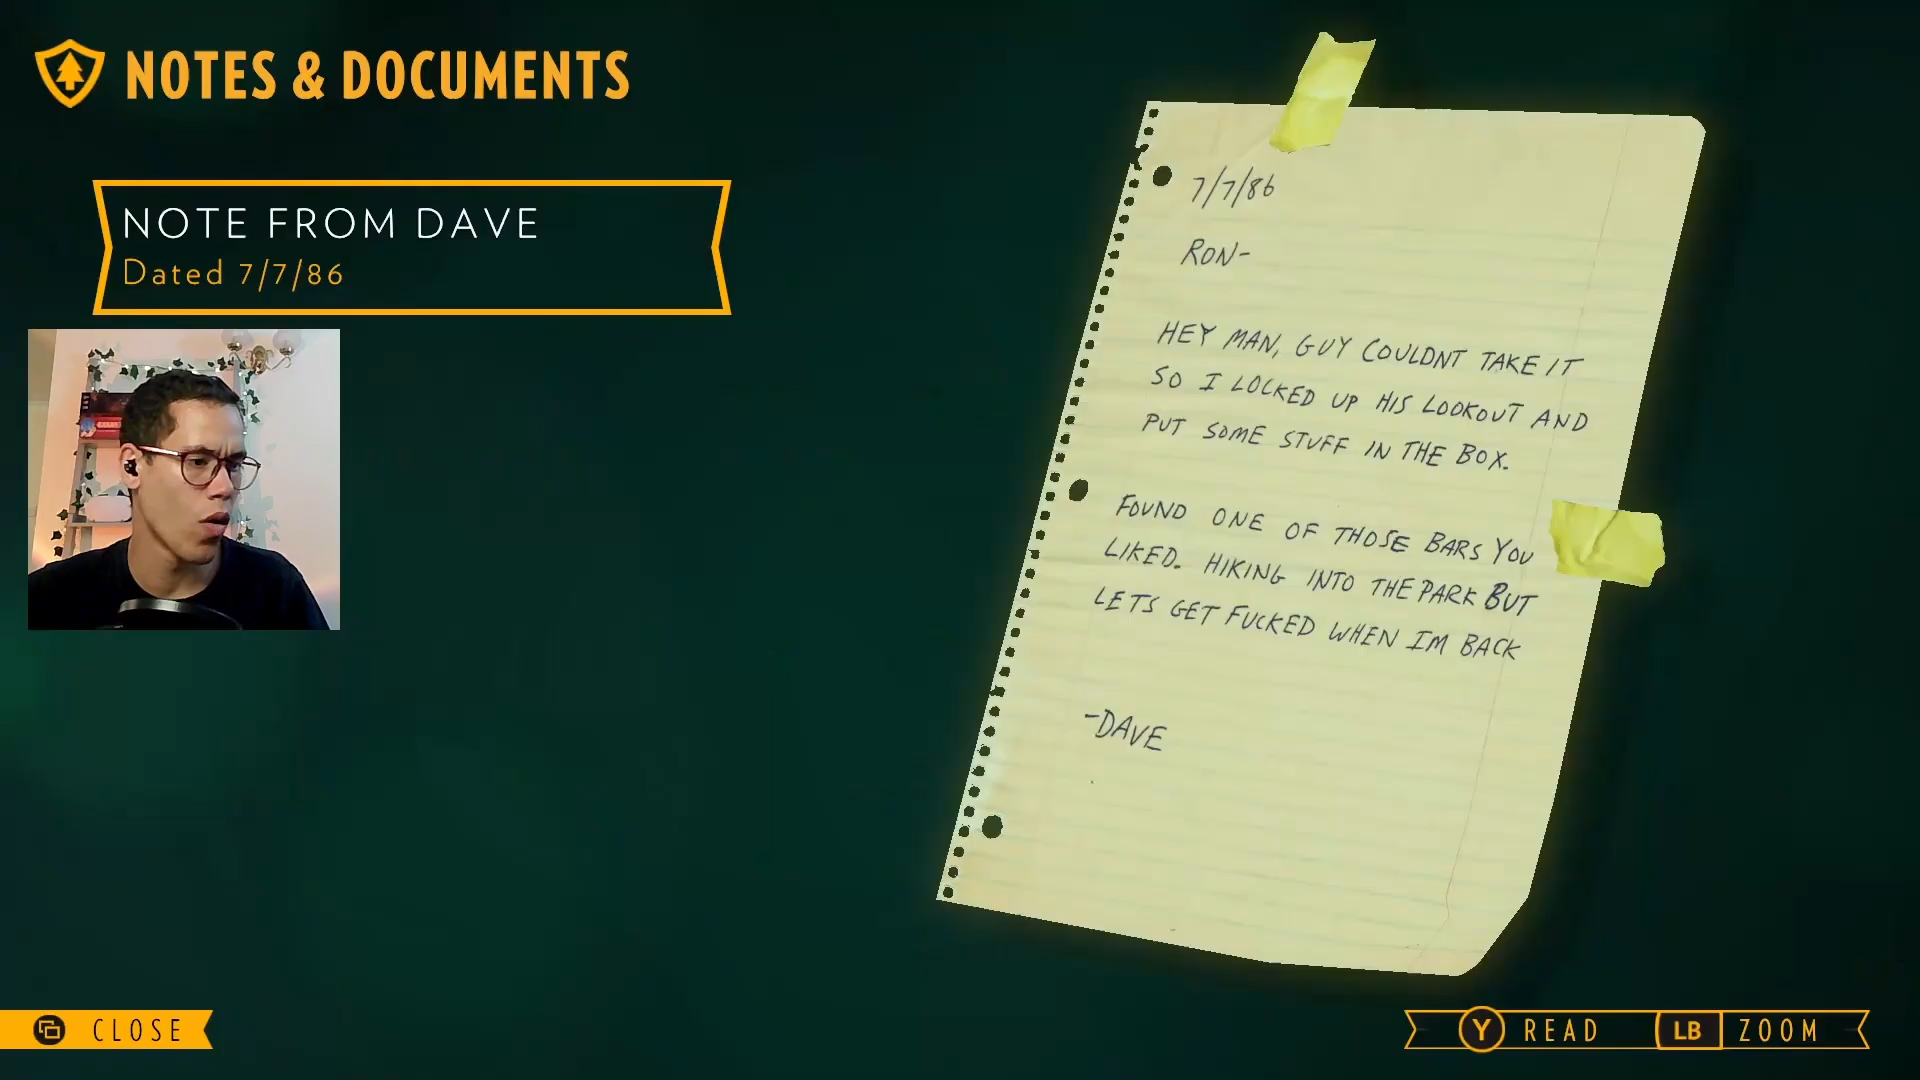 NOTES & DOCUMENTS
NOTE FROM DAVE
Dated 7/7/86
7/7/86
RON-
HEY MAN, GUY COULDNT TAKE IT
SO I LOCKED UP HIS LOOKOUT AND
PUT SOME STUFF IN THE BOX.
FOUND ONE OF THOSE BARS YOU
LIKED. HIKING INTO THE PARK BUT
LETS GET FUCKED WHEN IM BACK
-DAVE
CLOSE
Y READ LB ZOOM